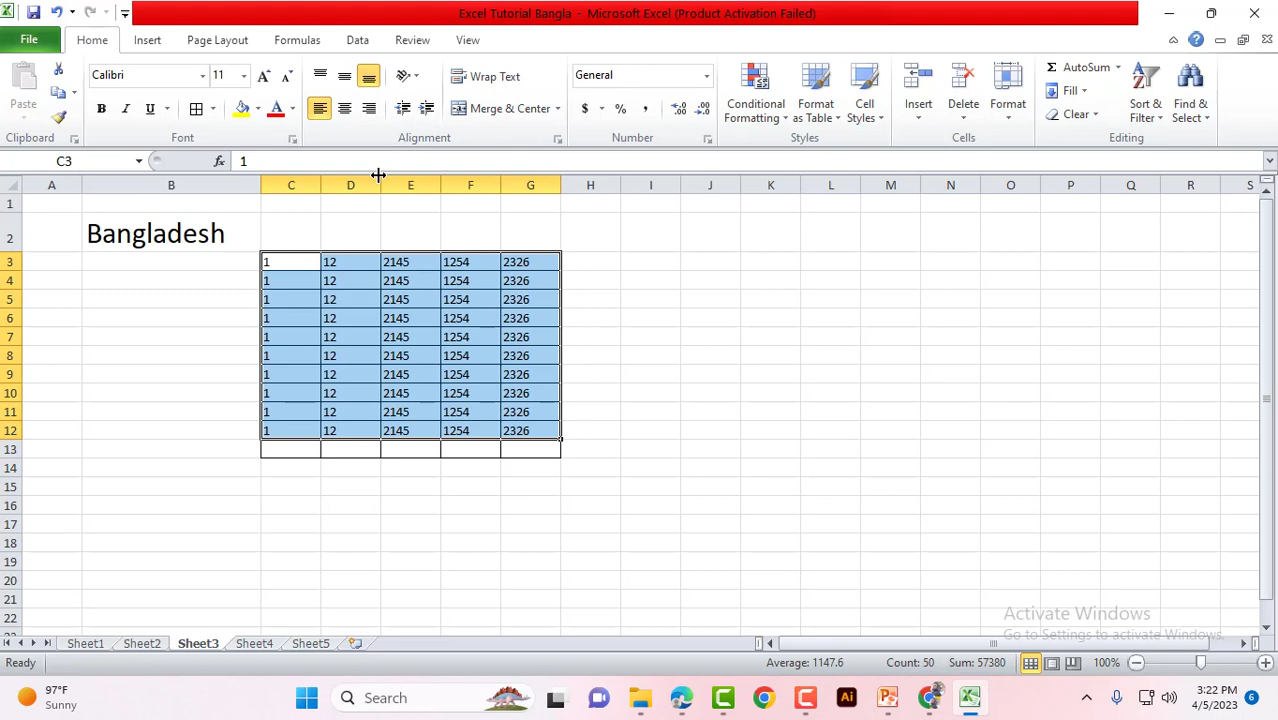 Excel Tutorial Bangla - Microsoft Excel (Product Activation Failed)
File Home Insert Page Layout Formulas Data Review View
Calibri 11 Wrap Text General AutoSum
Paste Merge & Center Conditional Formatting Format as Table Cell Styles Insert Delete Format Fill Clear Sort & Filter Find & Select
Clipboard Font Alignment Number Styles Cells Editing
C3 fx 1
A B C D E F G H I J K L M N O P Q R S
1
2 Bangladesh
3 1 12 2145 1254 2326
4 1 12 2145 1254 2326
5 1 12 2145 1254 2326
6 1 12 2145 1254 2326
7 1 12 2145 1254 2326
8 1 12 2145 1254 2326
9 1 12 2145 1254 2326
10 1 12 2145 1254 2326
11 1 12 2145 1254 2326
12 1 12 2145 1254 2326
13
14
15
16
17
18
19
20
21
22
Activate Windows
Go to Settings to activate Windows.
Sheet1 Sheet2 Sheet3 Sheet4 Sheet5
Ready Average: 1147.6 Count: 50 Sum: 57380 100%
97°F Search 3:22 PM
Sunny 4/5/2023 6